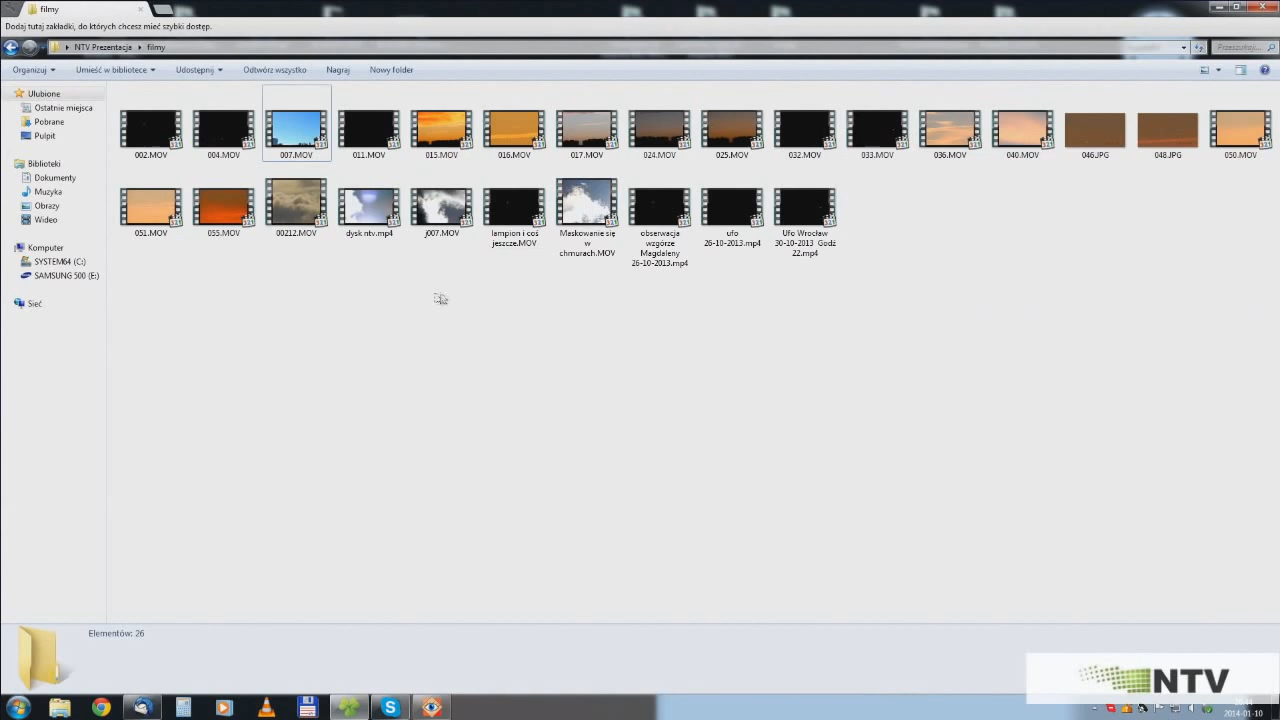 filmy
Dodaj tutaj zakładki, do których chcesz mieć szybki dostęp.
NTV Prezentacja
filmy
Przeszukaj...
Organizuj
Umieść w bibliotece
Udostępnij
Odtwórz wszystko
Nagraj
Nowy folder
Ulubione
Ostatnie miejsca
Pobrane
Pulpit
Biblioteki
Dokumenty
Muzyka
Obrazy
Wideo
Komputer
SYSTEM64 (C:)
SAMSUNG 500 (E:)
Sieć
002.MOV
004.MOV
007.MOV
011.MOV
015.MOV
016.MOV
017.MOV
024.MOV
025.MOV
032.MOV
033.MOV
036.MOV
040.MOV
046.JPG
048.JPG
050.MOV
051.MOV
055.MOV
00212.MOV
dysk ntv.mp4
j007.MOV
lampion i coś
jeszcze.MOV
Maskowanie się
w
chmurach.MOV
obserwacja
wzgórze
Magdaleny
26-10-2013.mp4
ufo
26-10-2013.mp4
Ufo Wrocław
30-10-2013 Godź
22.mp4
Elementów: 26
NTV
2014-01-10